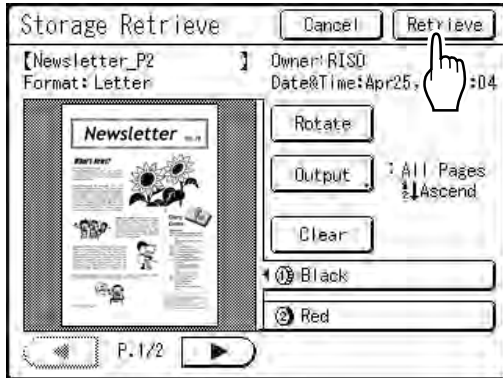 Storage Retrieve
Cancel
Retrieve
【Newsletter_P2 】
Format: Letter
Owner:RISO
Date&Time:Apr25, :04
Newsletter
What's New?
Rotate
Output
: All Pages
Ascend
Clear
① Black
② Red
P.1/2